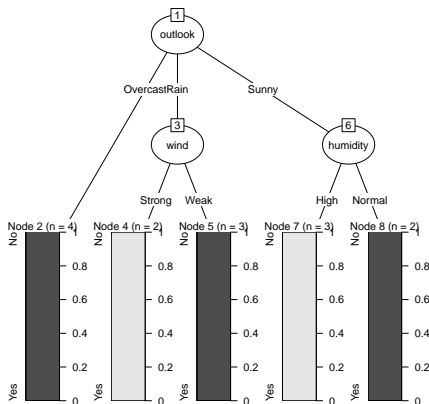 1
outlook
OvercastRain
Sunny
3
wind
6
humidity
Strong
Weak
High
Normal
Node 2 (n = 4)
Yes
No
0
0.2
0.4
0.6
0.8
1
Node 4 (n = 2)
Yes
No
0
0.2
0.4
0.6
0.8
1
Node 5 (n = 3)
Yes
No
0
0.2
0.4
0.6
0.8
1
Node 7 (n = 3)
Yes
No
0
0.2
0.4
0.6
0.8
1
Node 8 (n = 2)
Yes
No
0
0.2
0.4
0.6
0.8
1